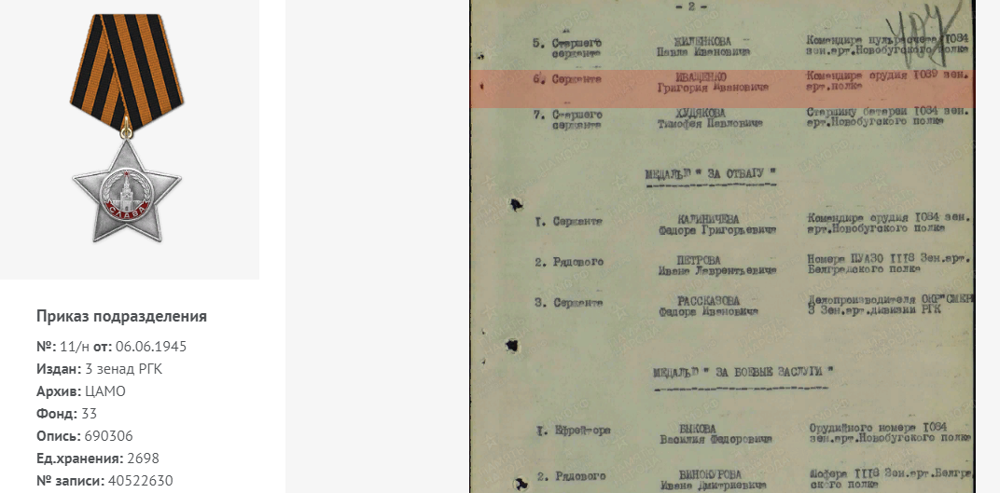 СЛАВА
Приказ подразделения
№: 11/н от: 06.06.1945
Издан: 3 зенад РГК
Архив: ЦАМО
Фонд: 33
Опись: 690306
Ед.хранения: 2698
№ записи: 40522630
- 2 -
5. Старшего ЖИЛЕНКОВА Командира 1084
сержанта Павла Ивановича зен.арт.Новобугского полка
6. Сержанта ИВАЩЕНКО Командира орудия 1089 зен.
Григория Ивановича арт.полка
7. Старшего ХУДЯКОВА Старшину батареи 1084 зен.
сержанта Тимофея Павловича арт.Новобугского полка
МЕДАЛЬЮ " ЗА ОТВАГУ "
1. Сержанта КАЛИНИЧЕВА Командира орудия 1084 зен.
Федора Григорьевича арт.Новобугского полка
2. Рядового ПЕТРОВА Номера ПУАЗО 1118 Зен.арт.
Ивана Лаврентьевича Белградского полка
3. Сержанта РАССКАЗОВА Делопроизводителя ОКР"СМЕР
Федора Ивановича 3 Зен.арт.дивизии РГК
МЕДАЛЬЮ " ЗА БОЕВЫЕ ЗАСЛУГИ "
1. Ефрейтора БЫКОВА Орудийного номера 1084
Василия Федоровича зен.арт.Новобугского полка
2. Рядового ВИНОКУРОВА Шофера 1118 Зен.арт.Белгра
Ивана Дмитриевича ского полка